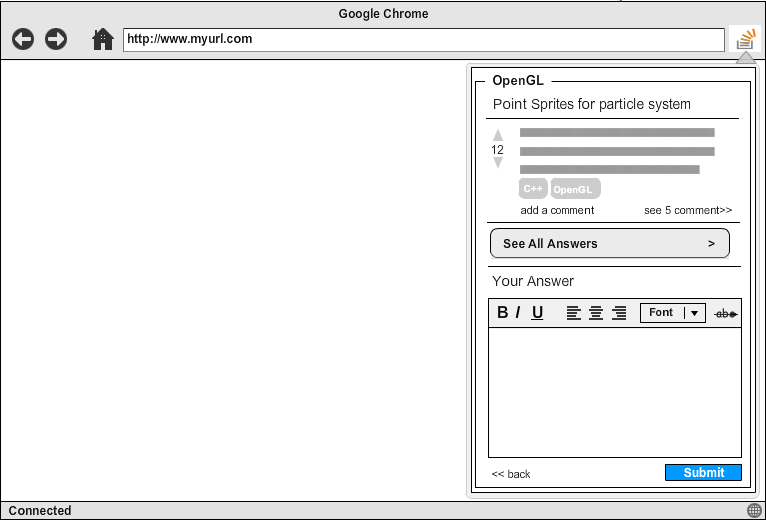 Google Chrome
http://www.myurl.com
OpenGL
Point Sprites for particle system
12
C++ OpenGL
add a comment see 5 comment>>
See All Answers >
Your Answer
B I U Font abc
<< back Submit
Connected